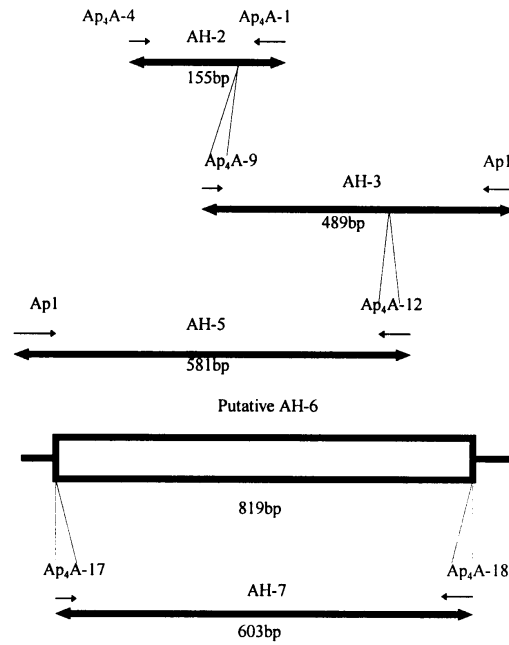 Ap₄A-4 Ap₄A-1
AH-2
155bp
Ap₄A-9 Ap1
AH-3
489bp
Ap1 Ap₄A-12
AH-5
581bp
Putative AH-6
819bp
Ap₄A-17 Ap₄A-18
AH-7
603bp